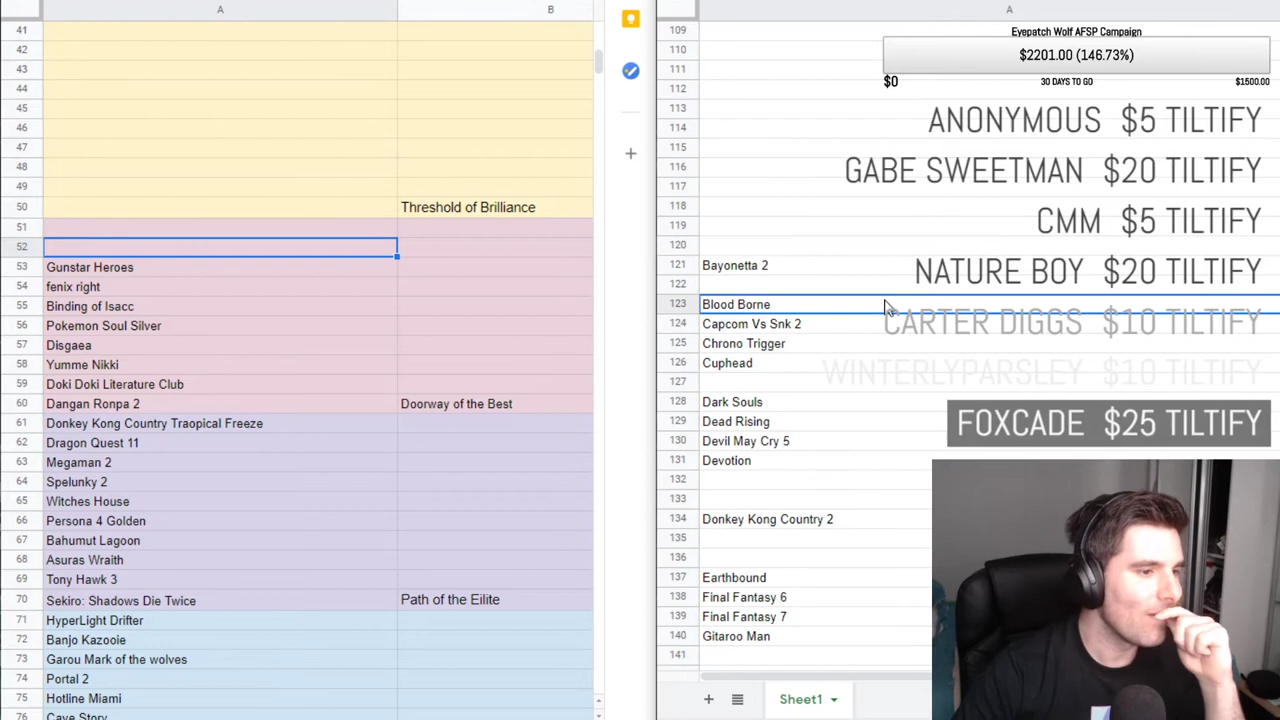 A
B
41
42
43
44
45
46
47
48
49
50 Threshold of Brilliance
51
52
53 Gunstar Heroes
54 fenix right
55 Binding of Isacc
56 Pokemon Soul Silver
57 Disgaea
58 Yumme Nikki
59 Doki Doki Literature Club
60 Dangan Ronpa 2 Doorway of the Best
61 Donkey Kong Country Traopical Freeze
62 Dragon Quest 11
63 Megaman 2
64 Spelunky 2
65 Witches House
66 Persona 4 Golden
67 Bahumut Lagoon
68 Asuras Wraith
69 Tony Hawk 3
70 Sekiro: Shadows Die Twice Path of the Eilite
71 HyperLight Drifter
72 Banjo Kazooie
73 Garou Mark of the wolves
74 Portal 2
75 Hotline Miami
76 Cave Story
A
109
110
111
112
113
114
115
116
117
118
119
120
121 Bayonetta 2
122
123 Blood Borne
124 Capcom Vs Snk 2
125 Chrono Trigger
126 Cuphead
127
128 Dark Souls
129 Dead Rising
130 Devil May Cry 5
131 Devotion
132
133
134 Donkey Kong Country 2
135
136
137 Earthbound
138 Final Fantasy 6
139 Final Fantasy 7
140 Gitaroo Man
141
Sheet1
Eyepatch Wolf AFSP Campaign
$2201.00 (146.73%)
$0 30 DAYS TO GO $1500.00
ANONYMOUS $5 TILTIFY
GABE SWEETMAN $20 TILTIFY
CMM $5 TILTIFY
NATURE BOY $20 TILTIFY
CARTER DIGGS $10 TILTIFY
WINTERLYPARSLEY $10 TILTIFY
FOXCADE $25 TILTIFY